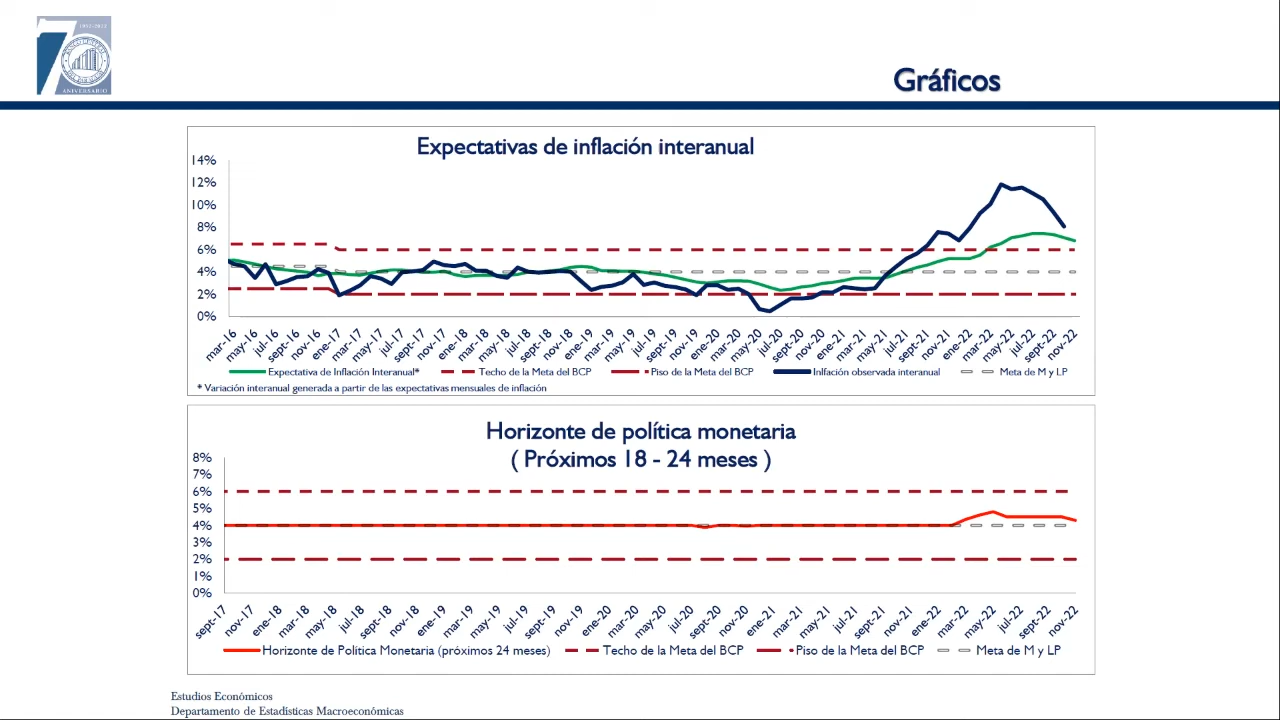 1952-2022
BANCO CENTRAL
DEL PARAGUAY
ANIVERSARIO
Gráficos
Expectativas de inflación interanual
14%
12%
10%
8%
6%
4%
2%
0%
mar-16 may-16 jul-16 sept-16 nov-16 ene-17 mar-17 may-17 jul-17 sept-17 nov-17 ene-18 mar-18 may-18 jul-18 sept-18 nov-18 ene-19 mar-19 may-19 jul-19 sept-19 nov-19 ene-20 mar-20 may-20 jul-20 sept-20 nov-20 ene-21 mar-21 may-21 jul-21 sept-21 nov-21 ene-22 mar-22 may-22 jul-22 sept-22 nov-22
Expectativa de Inflación Interanual* Techo de la Meta del BCP Piso de la Meta del BCP Inlfación observada interanual Meta de M y LP
* Variación interanual generada a partir de las expectativas mensuales de inflación
Horizonte de política monetaria
( Próximos 18 - 24 meses )
8%
7%
6%
5%
4%
3%
2%
1%
0%
sept-17 nov-17 ene-18 mar-18 may-18 jul-18 sept-18 nov-18 ene-19 mar-19 may-19 jul-19 sept-19 nov-19 ene-20 mar-20 may-20 jul-20 sept-20 nov-20 ene-21 mar-21 may-21 jul-21 sept-21 nov-21 ene-22 mar-22 may-22 jul-22 sept-22 nov-22
Horizonte de Política Monetaria (próximos 24 meses) Techo de la Meta del BCP Piso de la Meta del BCP Meta de M y LP
Estudios Económicos
Departamento de Estadísticas Macroeconómicas